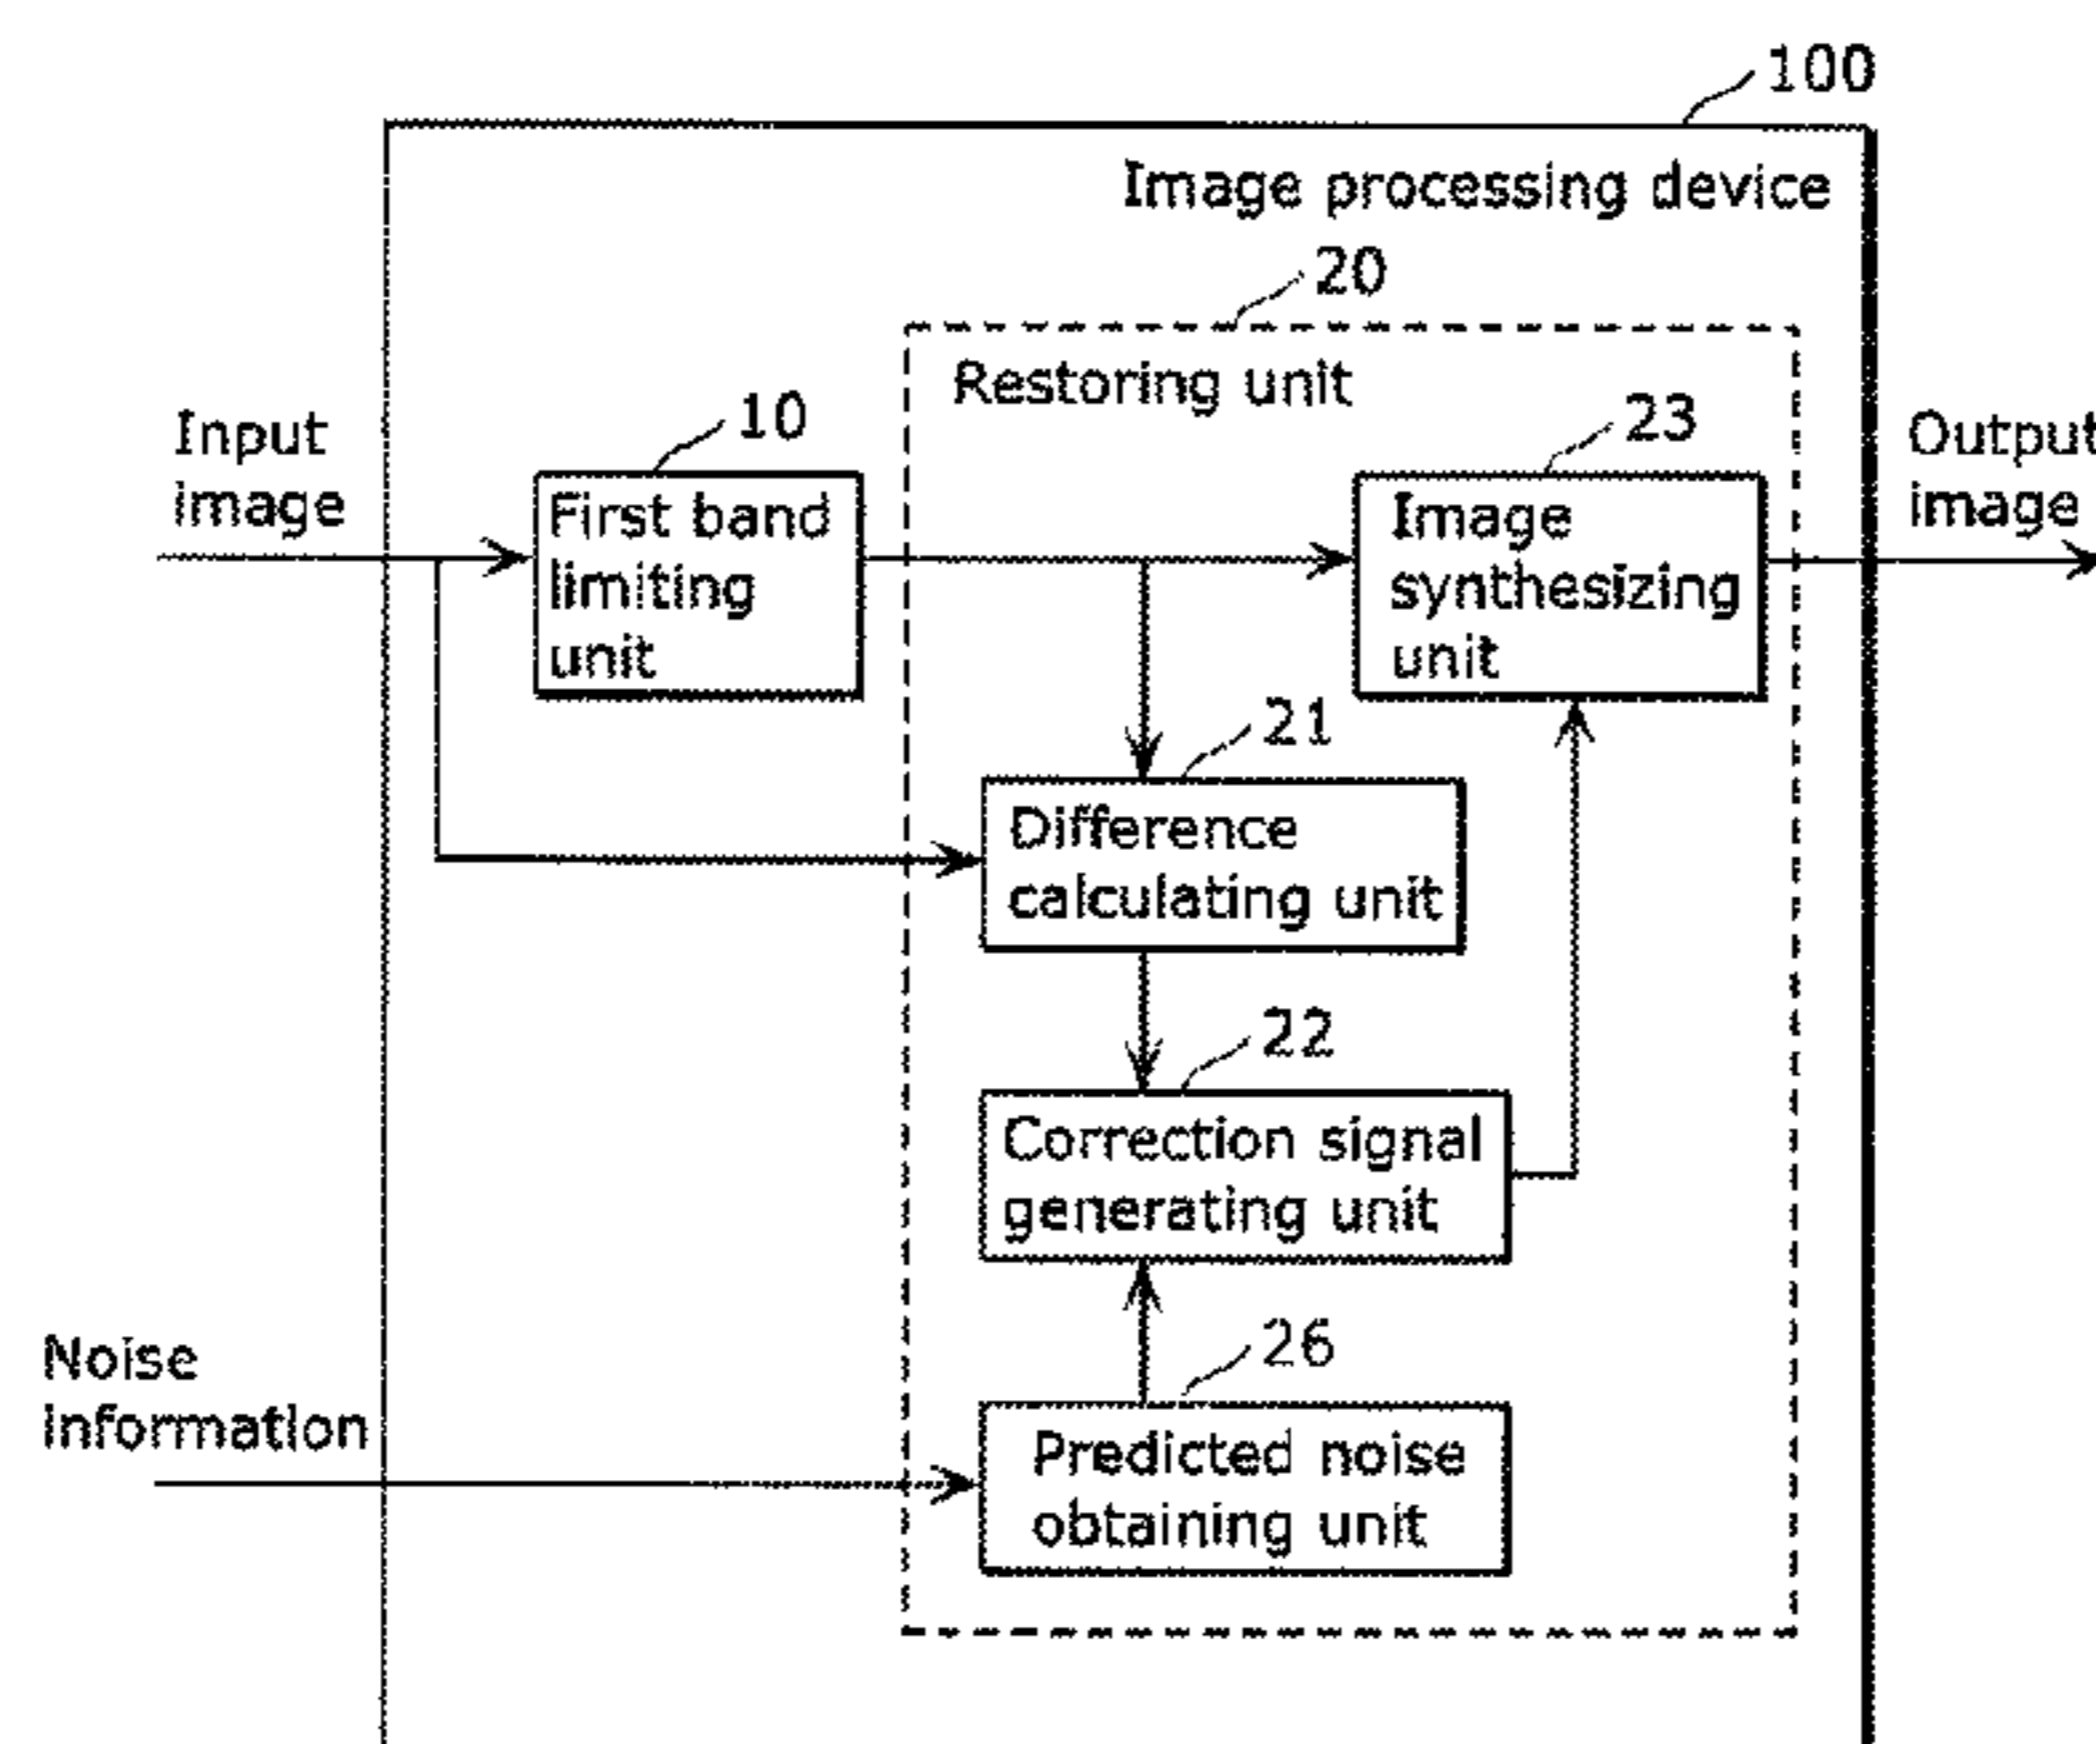 100
Image processing device
20
Restoring unit
Input
image
10
First band
limiting
unit
23
Image
synthesizing
unit
Output
image
21
Difference
calculating unit
22
Correction signal
generating unit
Noise
information
26
Predicted noise
obtaining unit